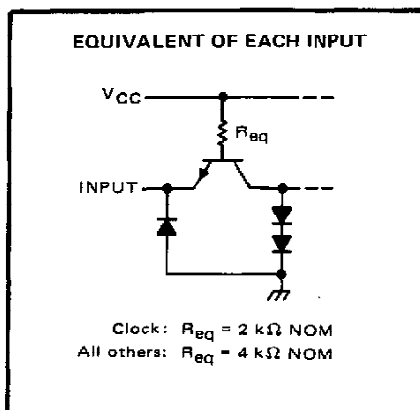 EQUIVALENT OF EACH INPUT
VCC
Req
INPUT
Clock: Req = 2 kΩ NOM
All others: Req = 4 kΩ NOM